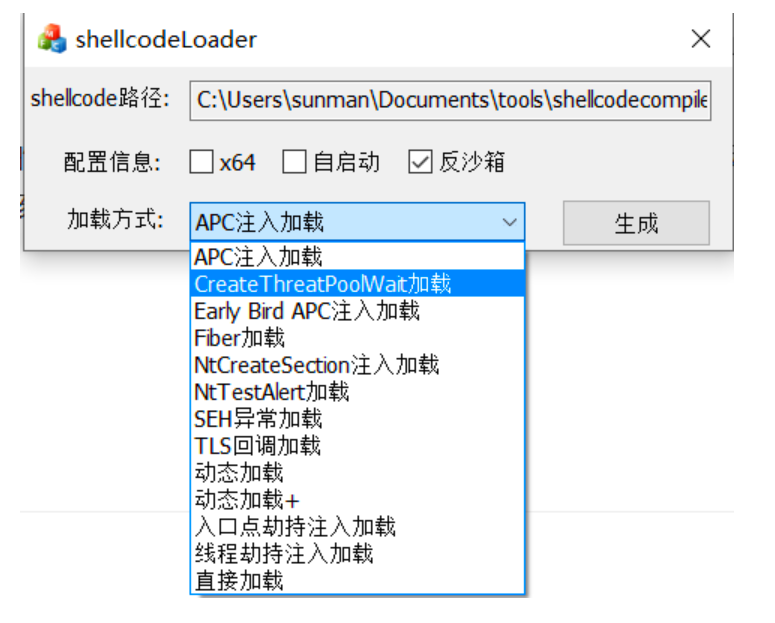 shellcodeLoader
shellcode路径: C:\Users\sunman\Documents\tools\shellcodecompile
配置信息: x64 自启动 反沙箱
加载方式: APC注入加载 生成
APC注入加载
CreateThreatPoolWait加载
Early Bird APC注入加载
Fiber加载
NtCreateSection注入加载
NtTestAlert加载
SEH异常加载
TLS回调加载
动态加载
动态加载+
入口点劫持注入加载
线程劫持注入加载
直接加载